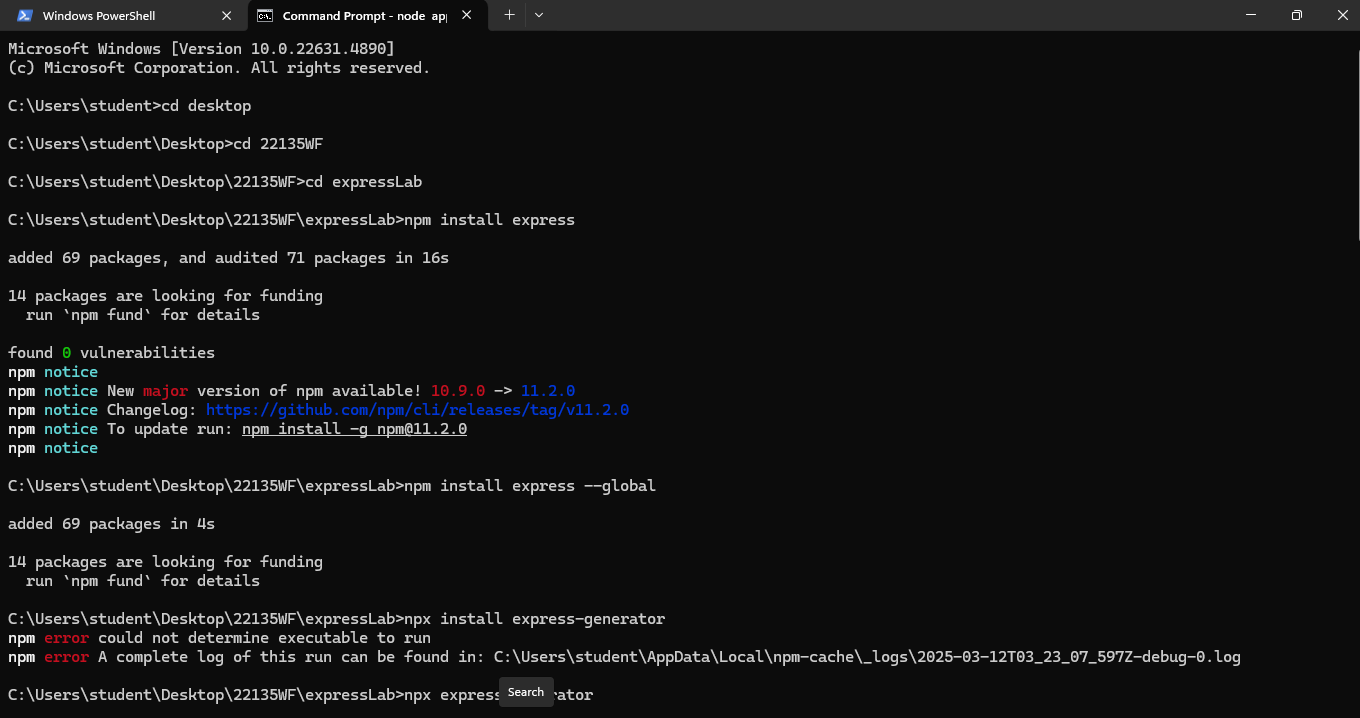 Windows PowerShell
Command Prompt - node app
Microsoft Windows [Version 10.0.22631.4890]
(c) Microsoft Corporation. All rights reserved.
C:\Users\student>cd desktop
C:\Users\student\Desktop>cd 22135WF
C:\Users\student\Desktop\22135WF>cd expressLab
C:\Users\student\Desktop\22135WF\expressLab>npm install express
added 69 packages, and audited 71 packages in 16s
14 packages are looking for funding
  run `npm fund` for details
found 0 vulnerabilities
npm notice
npm notice New major version of npm available! 10.9.0 -> 11.2.0
npm notice Changelog: https://github.com/npm/cli/releases/tag/v11.2.0
npm notice To update run: npm install -g npm@11.2.0
npm notice
C:\Users\student\Desktop\22135WF\expressLab>npm install express --global
added 69 packages in 4s
14 packages are looking for funding
  run `npm fund` for details
C:\Users\student\Desktop\22135WF\expressLab>npx install express-generator
npm error could not determine executable to run
npm error A complete log of this run can be found in: C:\Users\student\AppData\Local\npm-cache\_logs\2025-03-12T03_23_07_597Z-debug-0.log
C:\Users\student\Desktop\22135WF\expressLab>npx express
Search